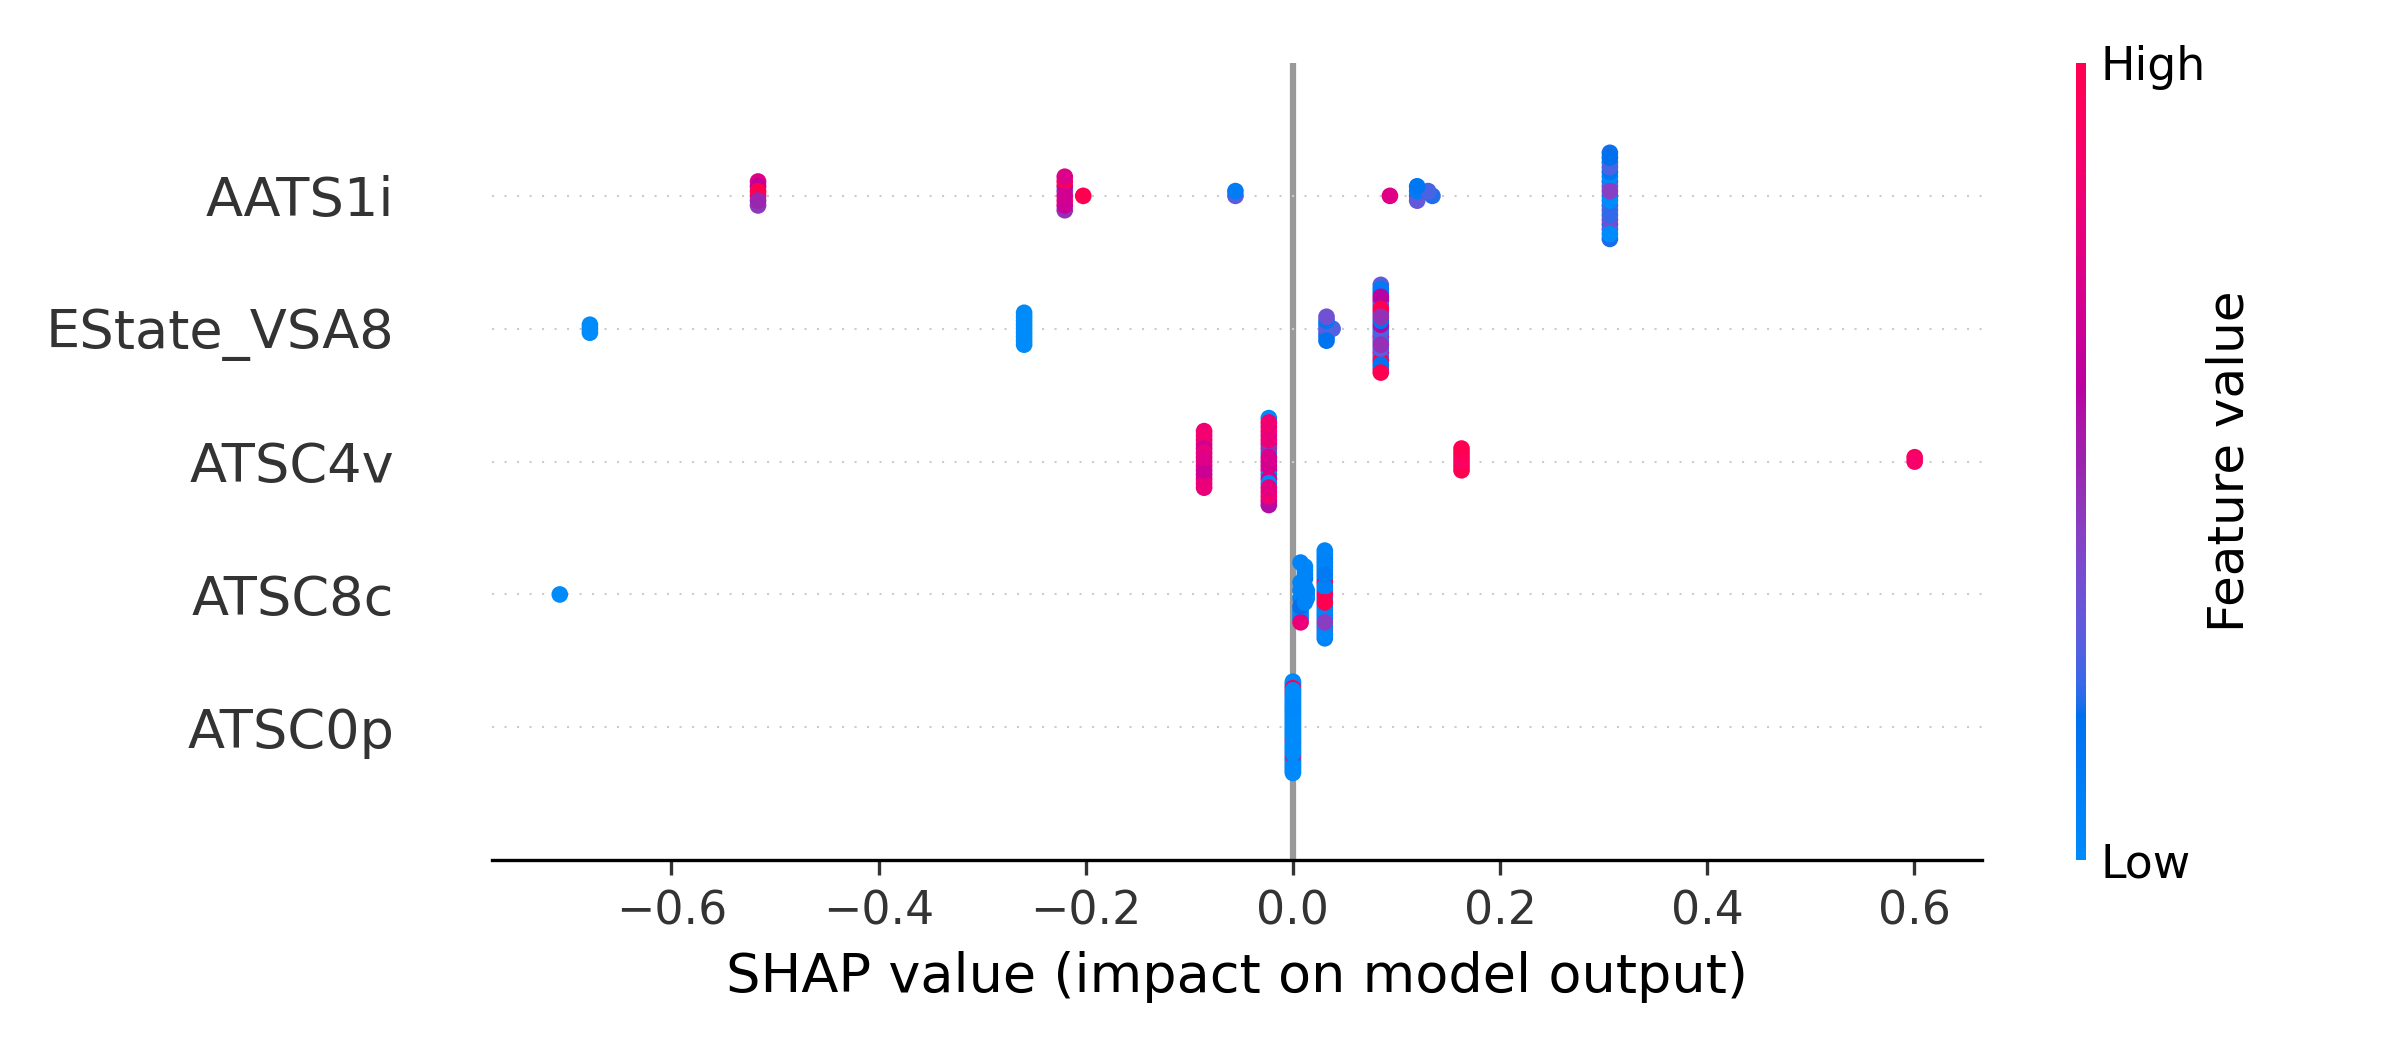 High
AATS1i
EState_VSA8
ATSC4v
ATSC8c
ATSC0p
Feature value
Low
−0.6 −0.4 −0.2 0.0 0.2 0.4 0.6
SHAP value (impact on model output)